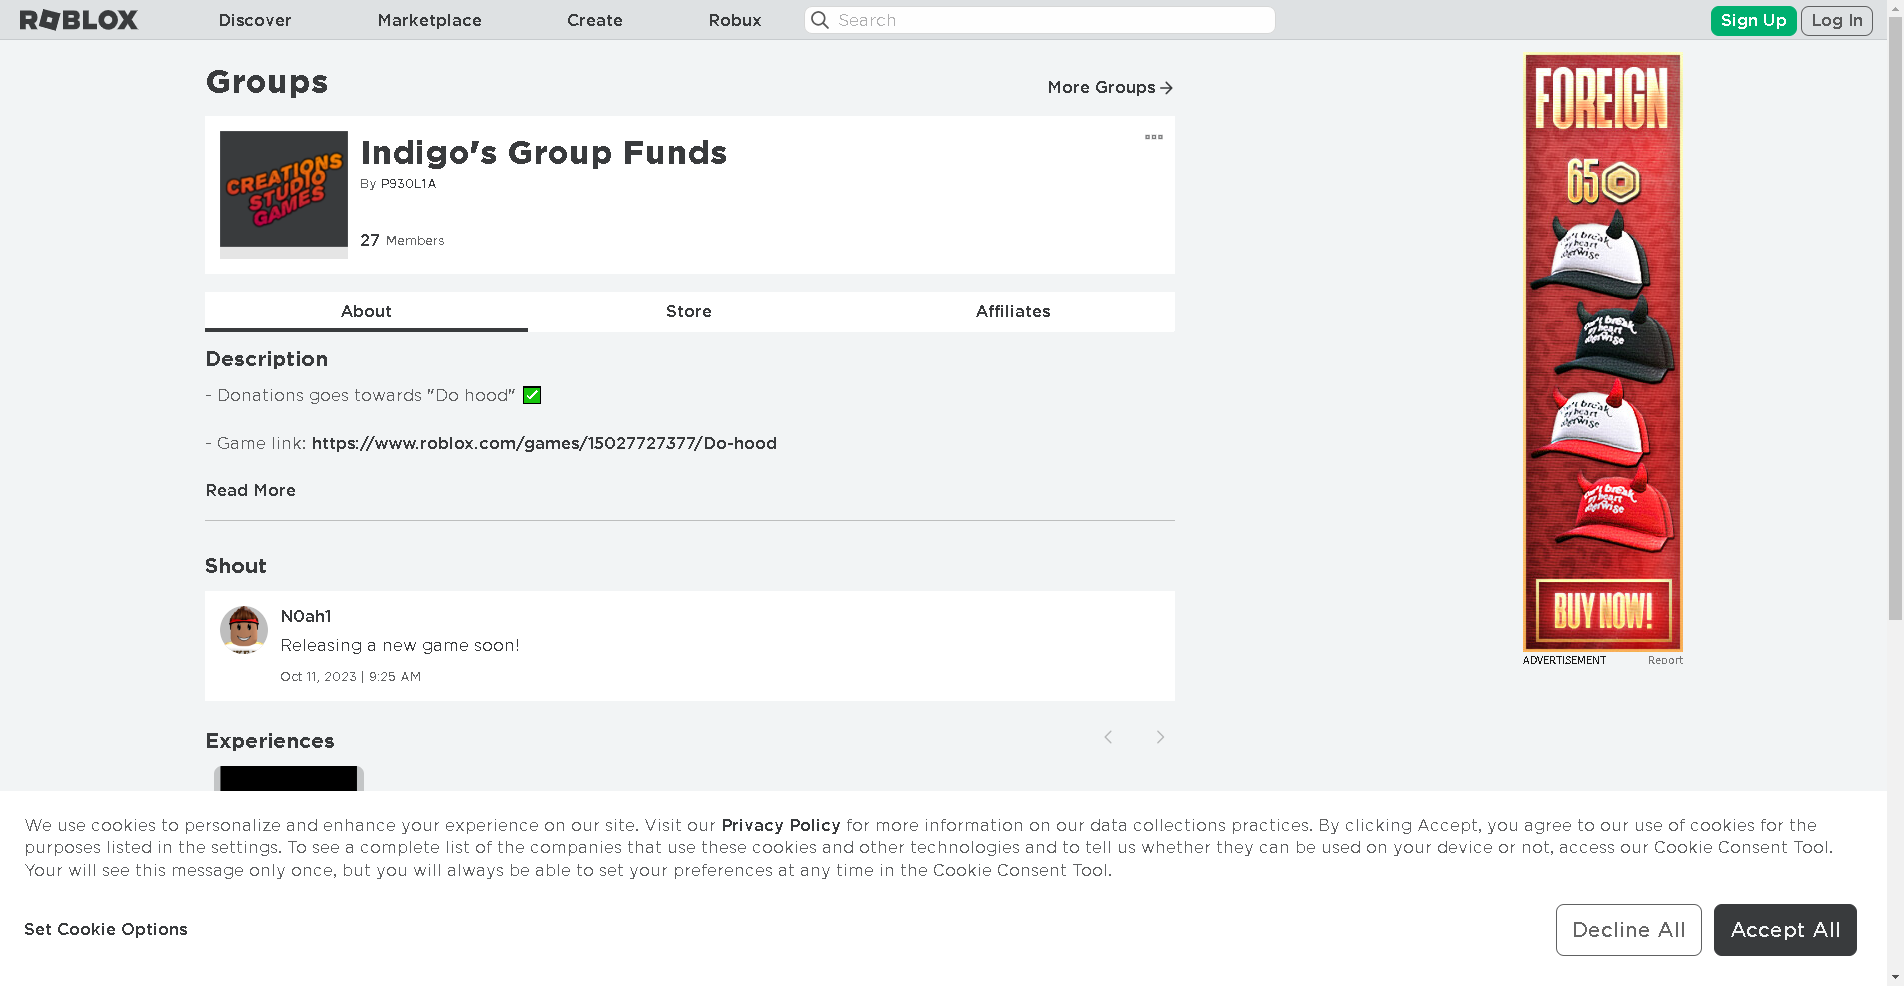 ROBLOX
Discover
Marketplace
Create
Robux
Search
Sign Up
Log In
Groups
More Groups
CREATIONS
STUDIO
GAMES
Indigo's Group Funds
By P930L1A
27 Members
About
Store
Affiliates
Description
- Donations goes towards "Do hood" ✅
- Game link: https://www.roblox.com/games/15027727377/Do-hood
Read More
Shout
N0ah1
Releasing a new game soon!
Oct 11, 2023 | 9:25 AM
Experiences
FOREIGN
65
BUY NOW!
ADVERTISEMENT
Report
We use cookies to personalize and enhance your experience on our site. Visit our Privacy Policy for more information on our data collections practices. By clicking Accept, you agree to our use of cookies for the
purposes listed in the settings. To see a complete list of the companies that use these cookies and other technologies and to tell us whether they can be used on your device or not, access our Cookie Consent Tool.
Your will see this message only once, but you will always be able to set your preferences at any time in the Cookie Consent Tool.
Set Cookie Options
Decline All
Accept All